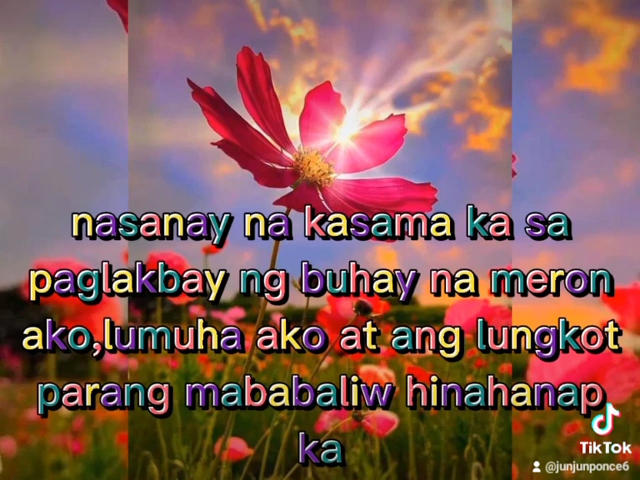 nasanay na kasama ka sa
paglakbay ng buhay na meron
ako,lumuha ako at ang lungkot
parang mababaliw hinahanap
ka
TikTok
@junjunponce6